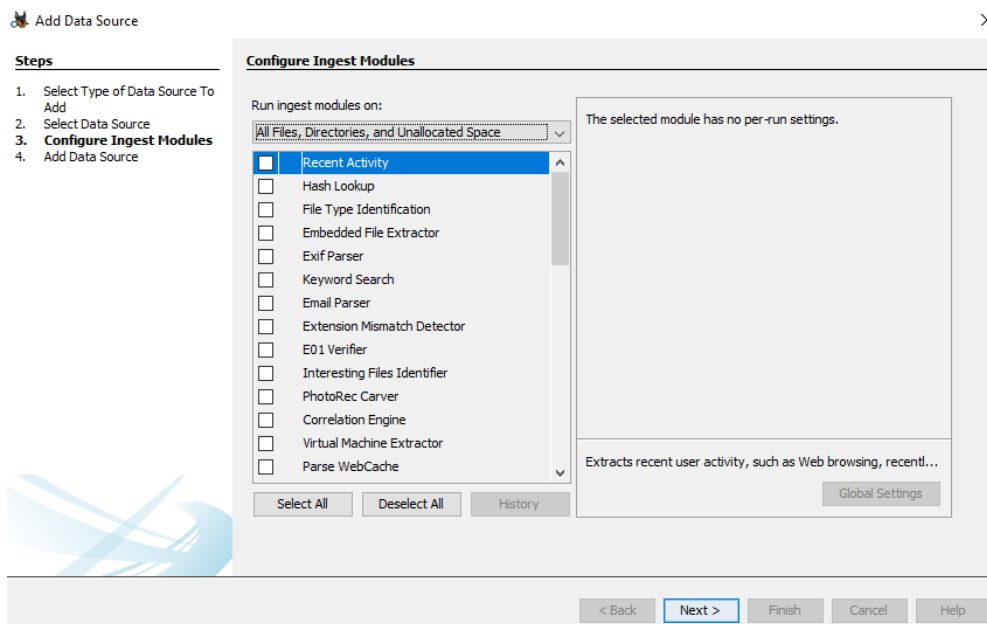 Add Data Source
Steps
1. Select Type of Data Source To
Add
2. Select Data Source
3. Configure Ingest Modules
4. Add Data Source
Configure Ingest Modules
Run ingest modules on:
All Files, Directories, and Unallocated Space
Recent Activity
Hash Lookup
File Type Identification
Embedded File Extractor
Exif Parser
Keyword Search
Email Parser
Extension Mismatch Detector
E01 Verifier
Interesting Files Identifier
PhotoRec Carver
Correlation Engine
Virtual Machine Extractor
Parse WebCache
Select All Deselect All History
The selected module has no per-run settings.
Extracts recent user activity, such as Web browsing, recentl...
Global Settings
< Back Next > Finish Cancel Help